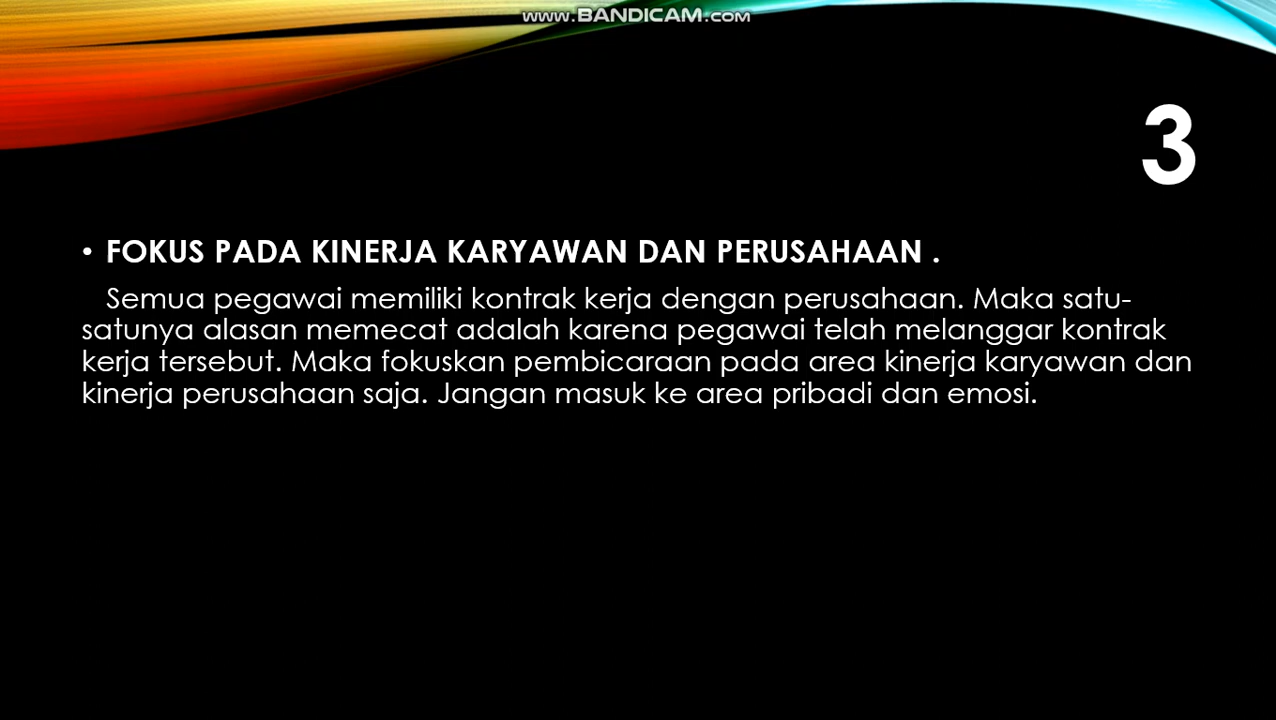 www.BANDICAM.com
3
• FOKUS PADA KINERJA KARYAWAN DAN PERUSAHAAN .
Semua pegawai memiliki kontrak kerja dengan perusahaan. Maka satu-
satunya alasan memecat adalah karena pegawai telah melanggar kontrak
kerja tersebut. Maka fokuskan pembicaraan pada area kinerja karyawan dan
kinerja perusahaan saja. Jangan masuk ke area pribadi dan emosi.